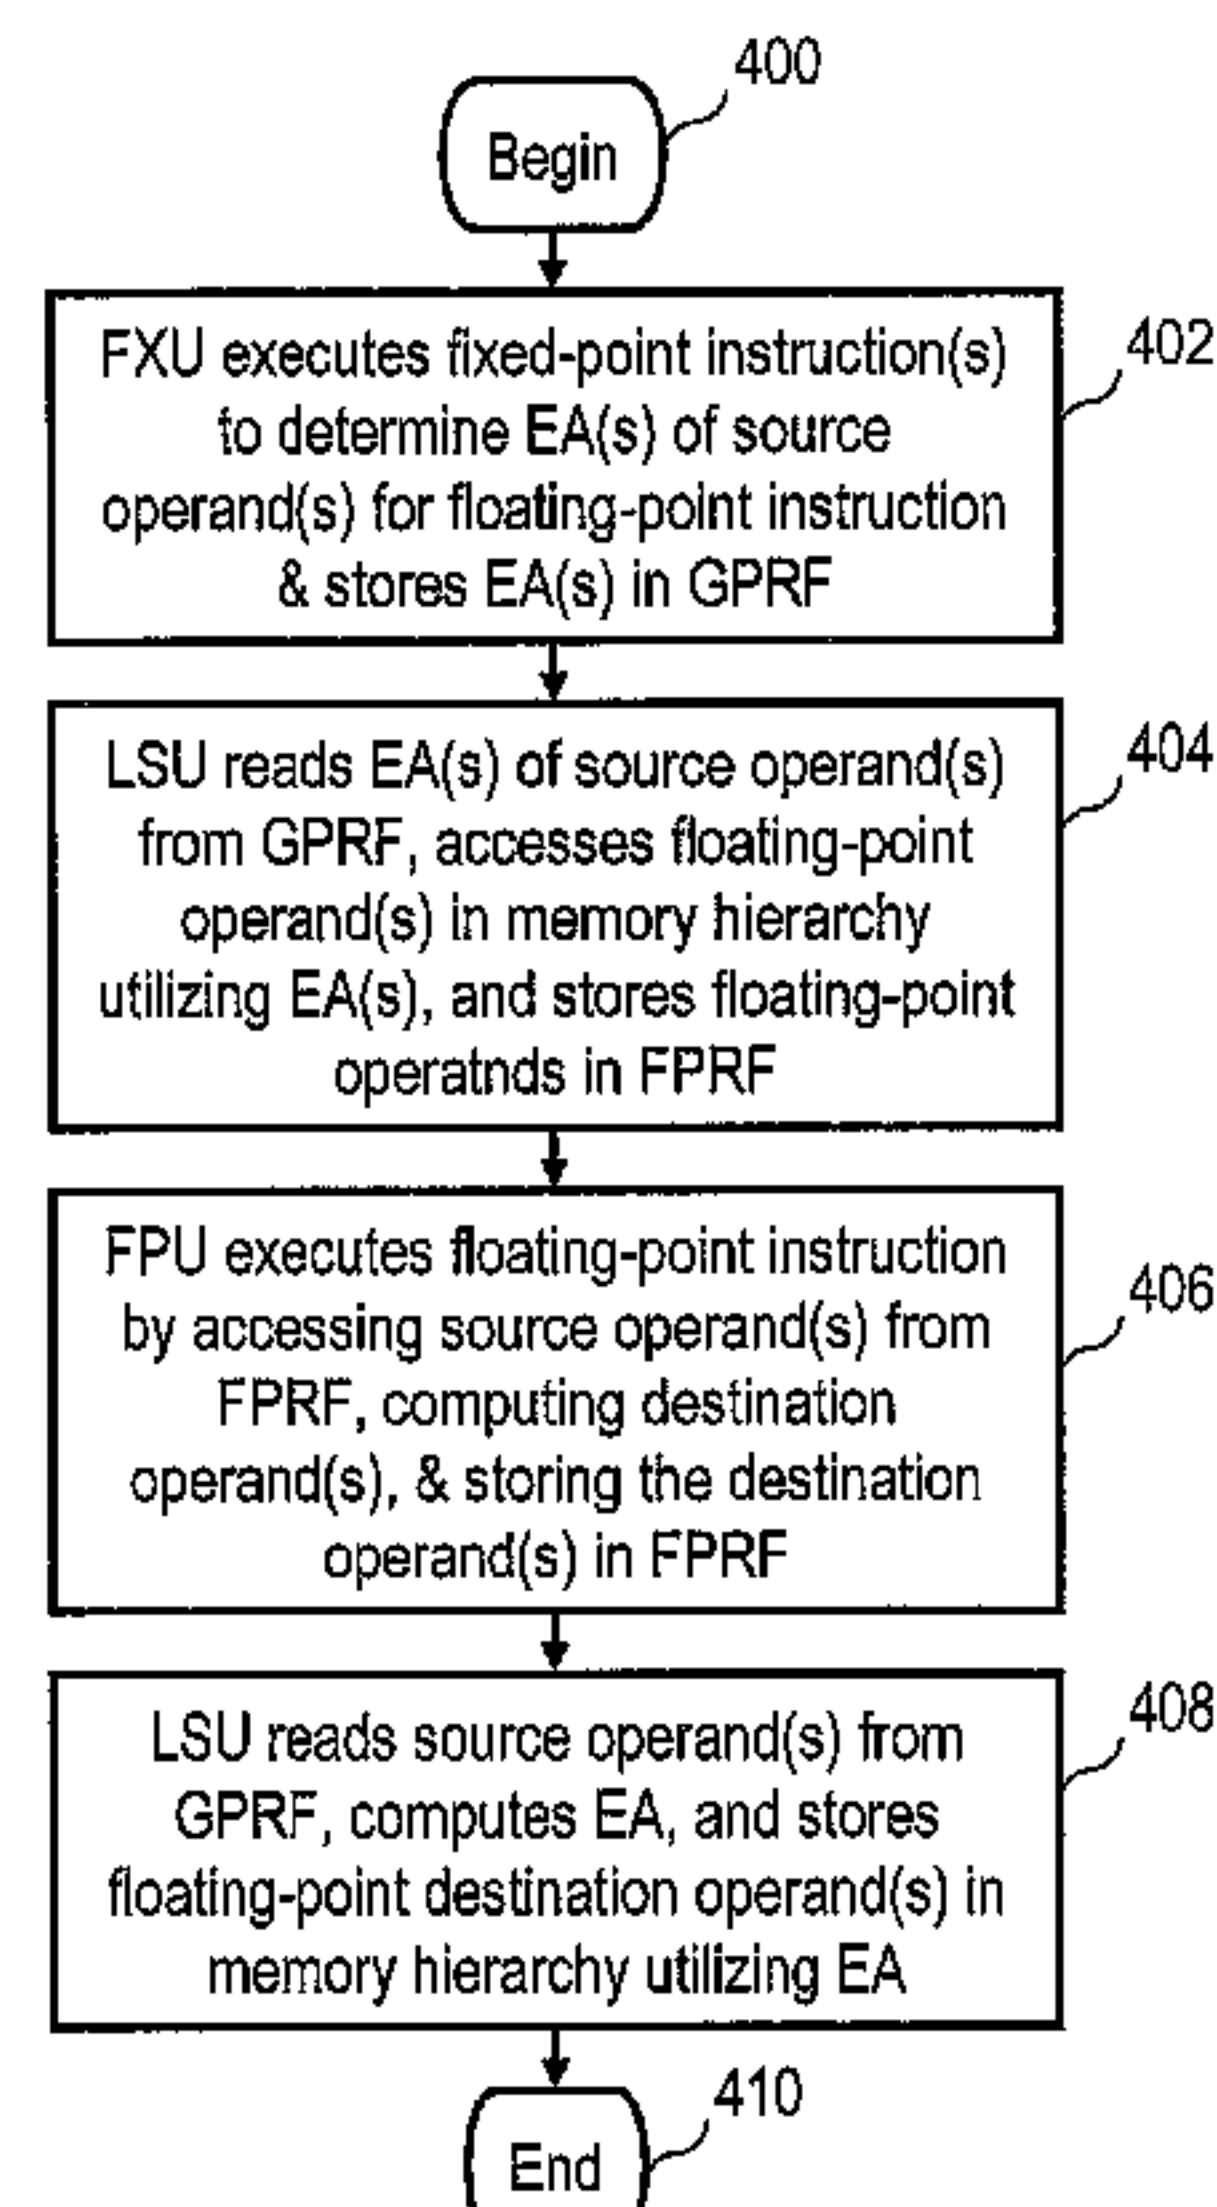 400
Begin
402
FXU executes fixed-point instruction(s)
to determine EA(s) of source
operand(s) for floating-point instruction
& stores EA(s) in GPRF
404
LSU reads EA(s) of source operand(s)
from GPRF, accesses floating-point
operand(s) in memory hierarchy
utilizing EA(s), and stores floating-point
operatnds in FPRF
406
FPU executes floating-point instruction
by accessing source operand(s) from
FPRF, computing destination
operand(s), & storing the destination
operand(s) in FPRF
408
LSU reads source operand(s) from
GPRF, computes EA, and stores
floating-point destination operand(s) in
memory hierarchy utilizing EA
410
End